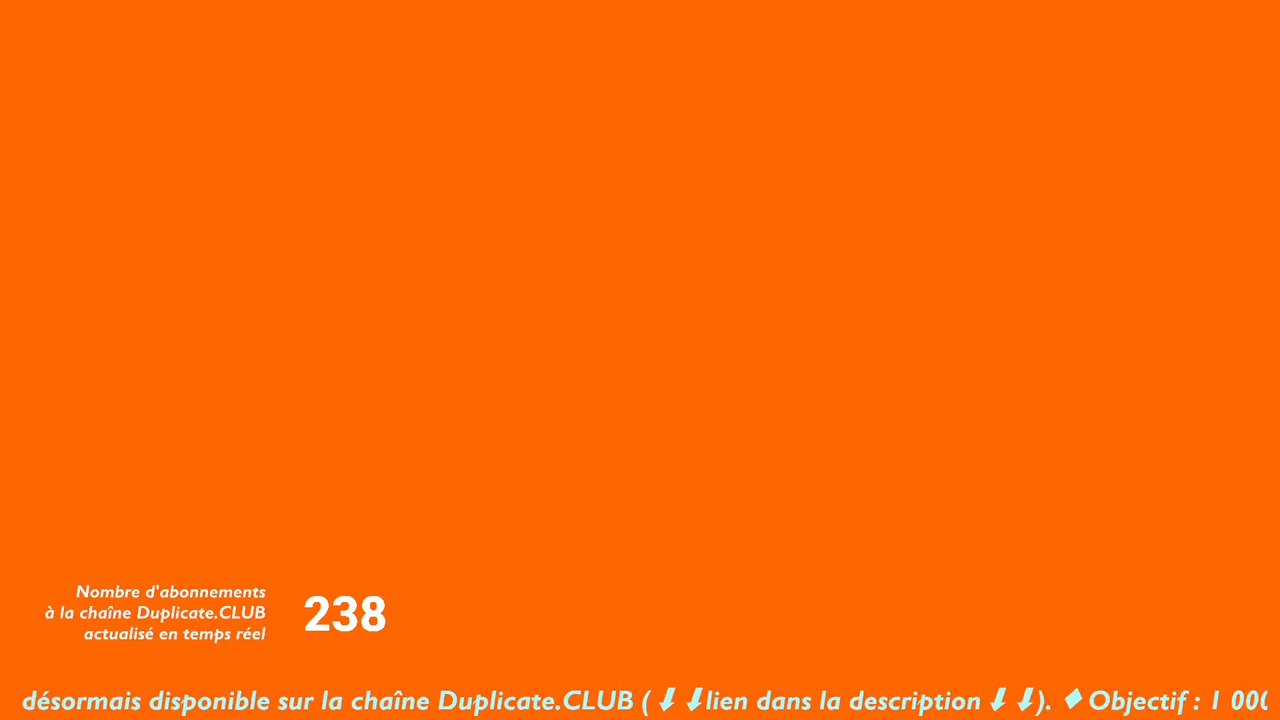 Nombre d'abonnements
à la chaîne Duplicate.CLUB
actualisé en temps réel
238
désormais disponible sur la chaîne Duplicate.CLUB (⬇⬇lien dans la description⬇⬇). ♦ Objectif : 1 000